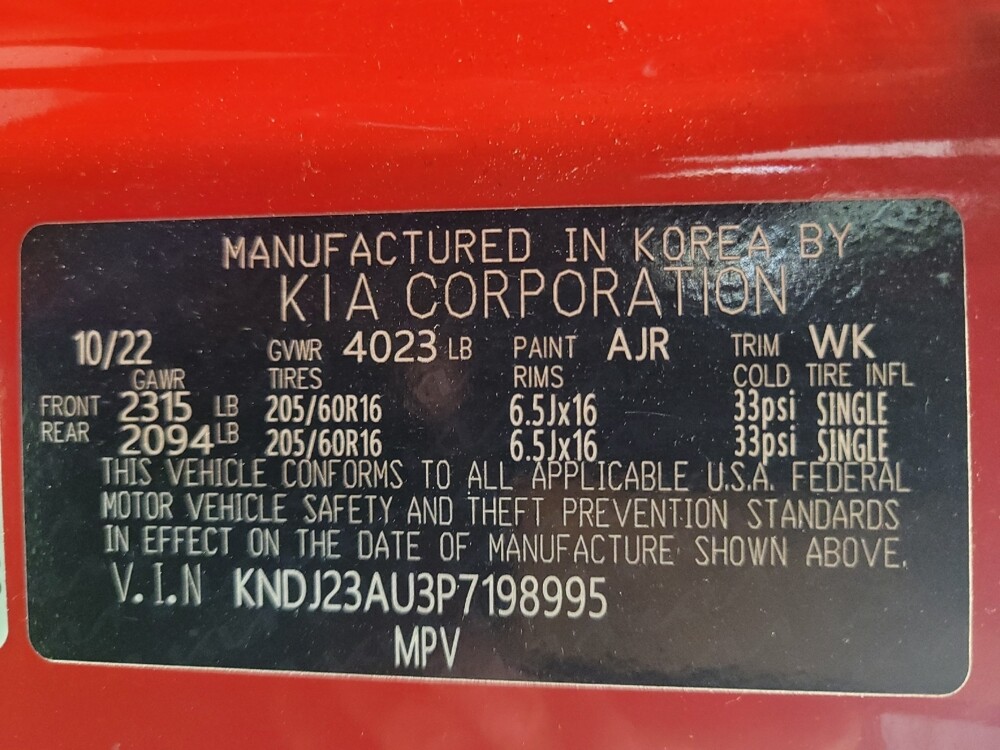 MANUFACTURED IN KOREA BY
KIA CORPORATION
10/22 GVWR 4023 LB PAINT AJR TRIM WK
GAWR TIRES RIMS COLD TIRE INFL
FRONT 2315 LB 205/60R16 6.5Jx16 33psi SINGLE
REAR 2094 LB 205/60R16 6.5Jx16 33psi SINGLE
THIS VEHICLE CONFORMS TO ALL APPLICABLE U.S.A. FEDERAL
MOTOR VEHICLE SAFETY AND THEFT PREVENTION STANDARDS
IN EFFECT ON THE DATE OF MANUFACTURE SHOWN ABOVE.
V.I.N KNDJ23AU3P7198995
MPV